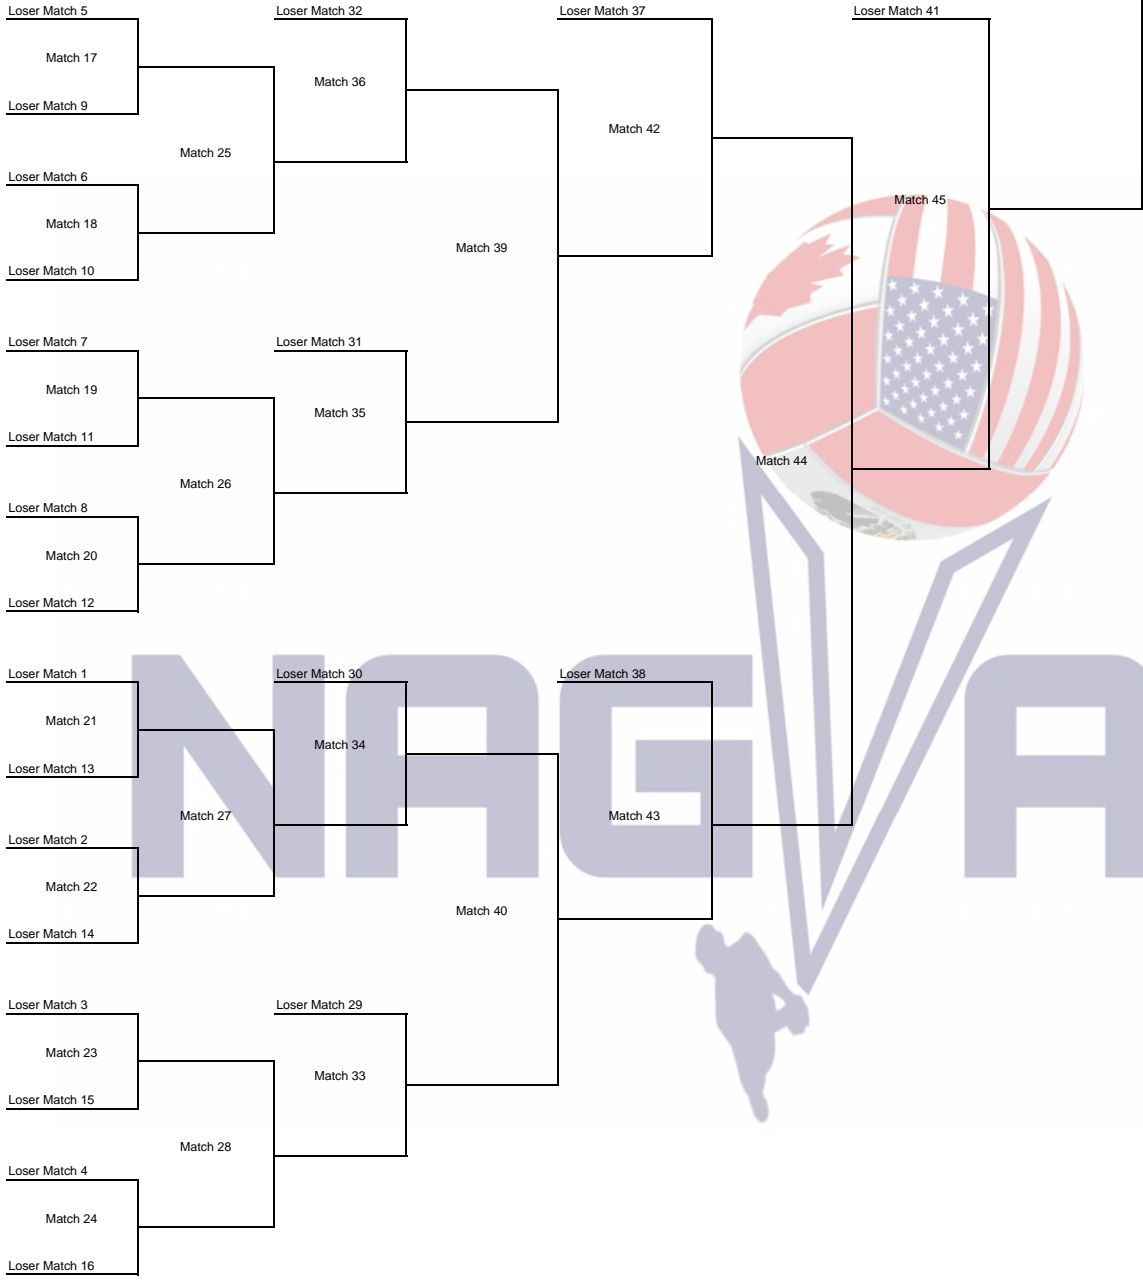 Loser Match 5
Loser Match 32
Loser Match 37
Loser Match 41
Match 17
Match 36
Loser Match 9
Match 42
Match 25
Loser Match 6
Match 45
Match 18
Match 39
Loser Match 10
Loser Match 7
Loser Match 31
Match 19
Match 35
Loser Match 11
Match 44
Match 26
Loser Match 8
Match 20
Loser Match 12
Loser Match 1
Loser Match 30
Loser Match 38
Match 21
Match 34
Loser Match 13
Match 27
Match 43
Loser Match 2
Match 22
Match 40
Loser Match 14
Loser Match 3
Loser Match 29
Match 23
Match 33
Loser Match 15
Match 28
Loser Match 4
Match 24
Loser Match 16
NAGVA